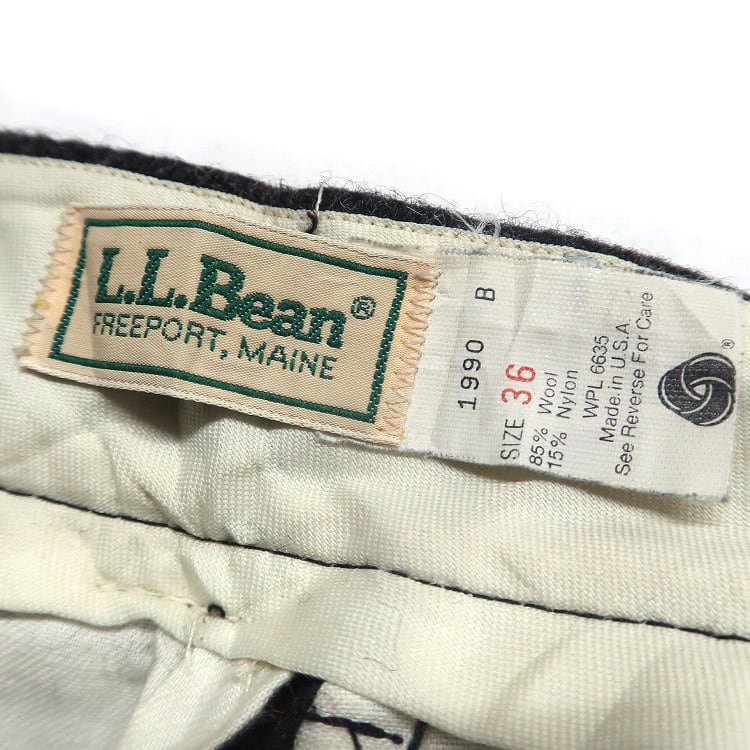 L.L.Bean®
FREEPORT, MAINE
1990 B
SIZE 36
85% Wool
15% Nylon
WPL 6635
Made in U.S.A.
See Reverse For Care
®